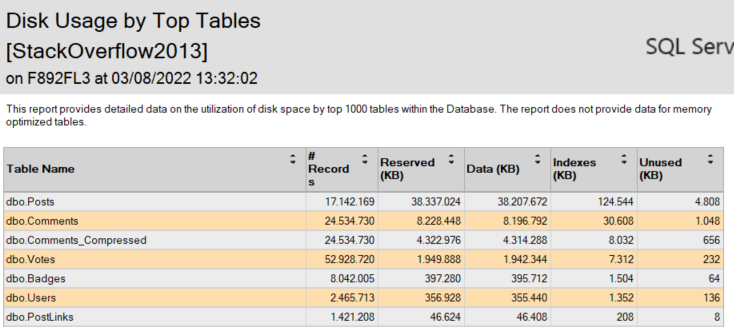 Disk Usage by Top Tables
[StackOverflow2013]
SQL Serv
on F892FL3 at 03/08/2022 13:32:02
This report provides detailed data on the utilization of disk space by top 1000 tables within the Database. The report does not provide data for memory
optimized tables.
Table Name # Records Reserved (KB) Data (KB) Indexes (KB) Unused (KB)
dbo.Posts 17.142.169 38.337.024 38.207.672 124.544 4.808
dbo.Comments 24.534.730 8.228.448 8.196.792 30.608 1.048
dbo.Comments_Compressed 24.534.730 4.322.976 4.314.288 8.032 656
dbo.Votes 52.928.720 1.949.888 1.942.344 7.312 232
dbo.Badges 8.042.005 397.280 395.712 1.504 64
dbo.Users 2.465.713 356.928 355.440 1.352 136
dbo.PostLinks 1.421.208 46.624 46.408 208 8